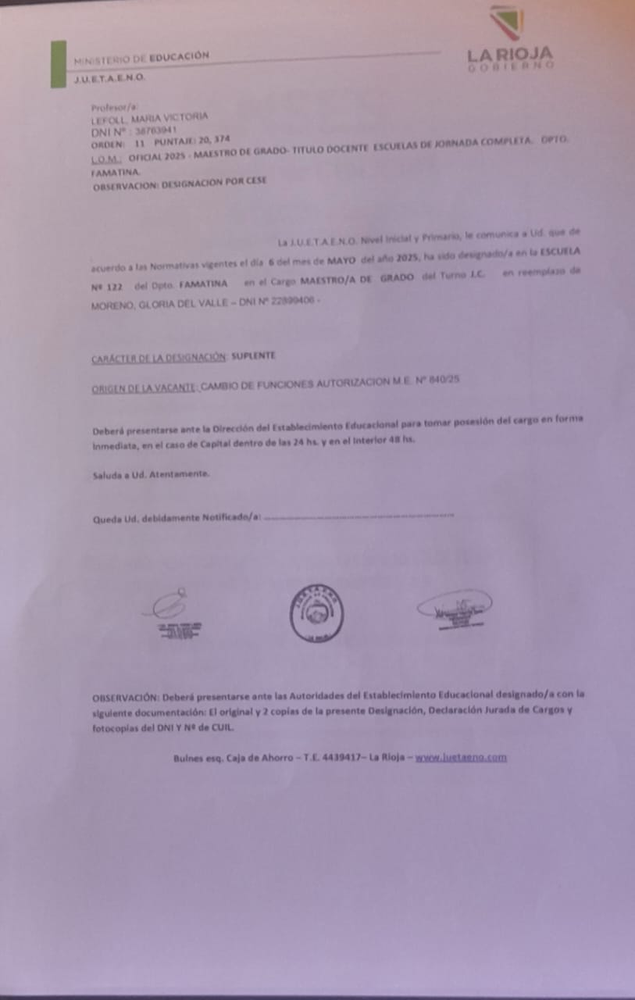 MINISTERIO DE EDUCACIÓN
J.U.E.T.A.E.N.O.
LA RIOJA
GOBIERNO
Profesor/a:
LEFOLL, MARIA VICTORIA
DNI Nº : 38763941
ORDEN: 11 PUNTAJE: 20, 374
L.O.M.: OFICIAL 2025 - MAESTRO DE GRADO- TITULO DOCENTE ESCUELAS DE JORNADA COMPLETA. DPTO.
FAMATINA.
OBSERVACION: DESIGNACION POR CESE
La J.U.E.T.A.E.N.O. Nivel Inicial y Primario, le comunica a Ud. que de
acuerdo a las Normativas vigentes el día 6 del mes de MAYO del año 2025, ha sido designado/a en la ESCUELA
Nº 122 del Dpto. FAMATINA en el Cargo MAESTRO/A DE GRADO del Turno J.C. en reemplazo de
MORENO, GLORIA DEL VALLE – DNI Nº 22899406 -
CARÁCTER DE LA DESIGNACIÓN: SUPLENTE
ORIGEN DE LA VACANTE: CAMBIO DE FUNCIONES AUTORIZACION M.E. Nº 840/25
Deberá presentarse ante la Dirección del Establecimiento Educacional para tomar posesión del cargo en forma
inmediata, en el caso de Capital dentro de las 24 hs. y en el Interior 48 hs.
Saluda a Ud. Atentamente.
Queda Ud. debidamente Notificado/a:
JUETAENO
OBSERVACIÓN: Deberá presentarse ante las Autoridades del Establecimiento Educacional designado/a con la
siguiente documentación: El original y 2 copias de la presente Designación, Declaración Jurada de Cargos y
fotocopias del DNI Y Nº de CUIL.
Buines esq. Caja de Ahorro – T.E. 4439417– La Rioja – www.juetaeno.com